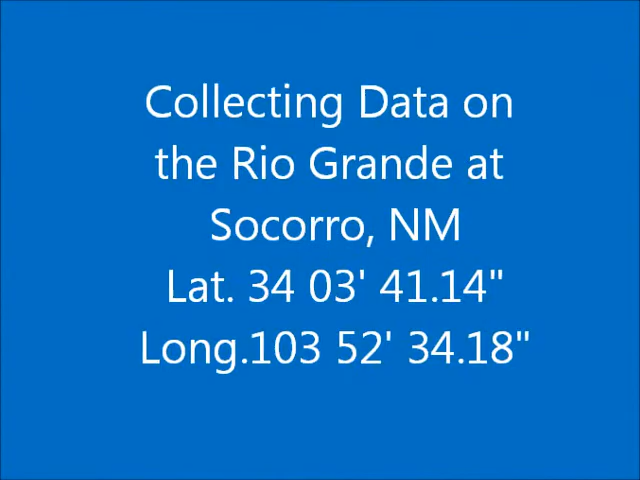 Collecting Data on
the Rio Grande at
Socorro, NM
Lat. 34 03' 41.14"
Long.103 52' 34.18"